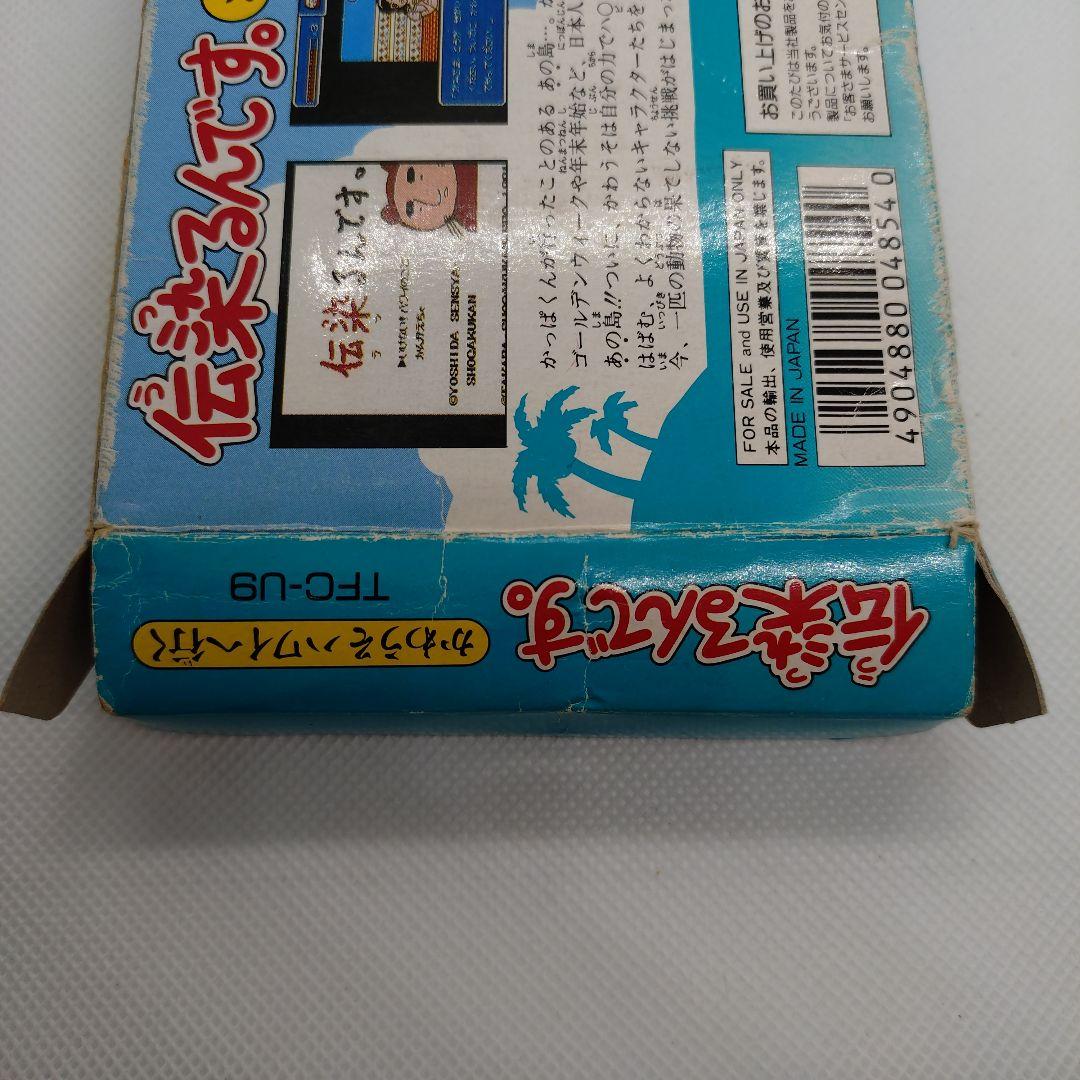 伝染るんです。
伝染るんです。
©YOSHIDA SENSYA
SHOGAKUKAN
かっぱくんが行ったことのある あの島…。
ゴールデンウィークや年末年始など、日本人
あの島!!ついに、かわうそは自分の力でハ〇
はばむ、よくわからないキャラクターたちを
今、一匹の動物の果てしない挑戦がはじまっ
お買い上げのお
このたびは当社製品を
うございます。
製品についてお気付の
「お客さまサービスセン
お願いします。
FOR SALE and USE IN JAPAN ONLY
本品の輸出、使用営業及び賃貸を禁じます。
MADE IN JAPAN
4904880048540
TFC-U9
かわうそハワイへ行く
伝染るんです。